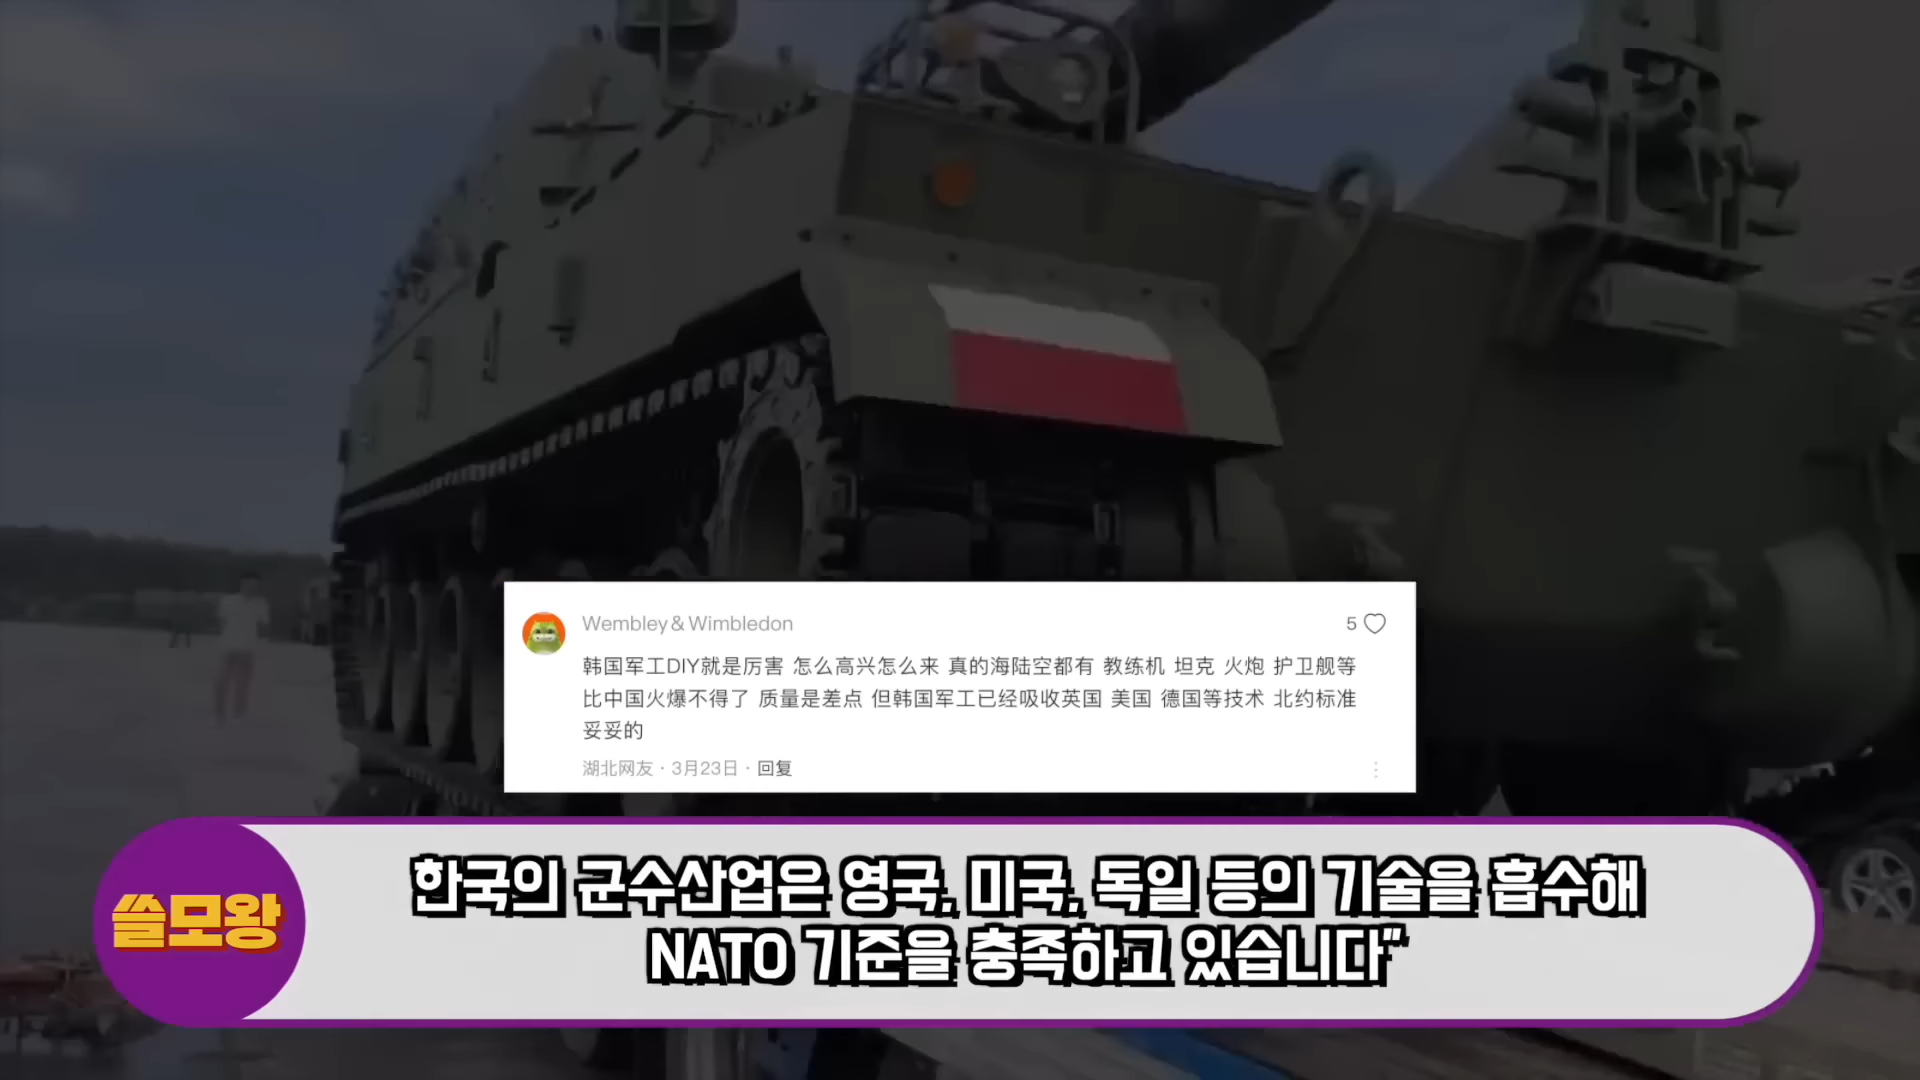 Wembley & Wimbledon
5
韩国军工DIY就是厉害 怎么高兴怎么来 真的海陆空都有 教练机 坦克 火炮 护卫舰等
比中国火爆不得了 质量是差点 但韩国军工已经吸收英国 美国 德国等技术 北约标准
妥妥的
湖北网友 · 3月23日 · 回复
쓸모왕
한국의 군수산업은 영국, 미국, 독일 등의 기술을 흡수해
NATO 기준을 충족하고 있습니다”